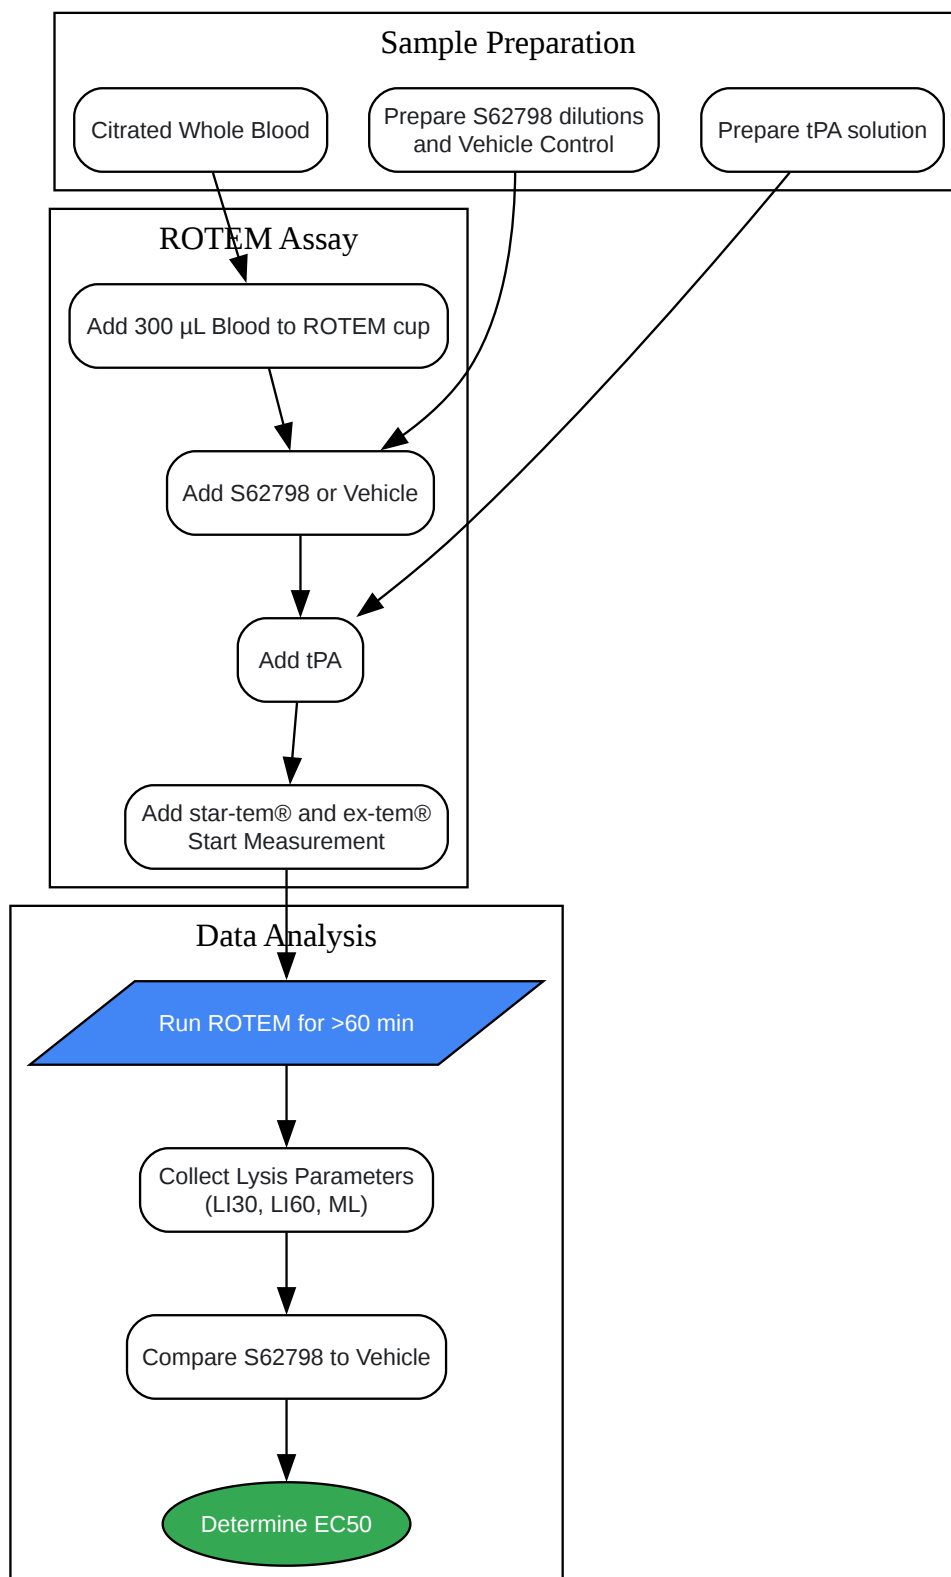 Sample Preparation
Citrated Whole Blood
Prepare S62798 dilutions
and Vehicle Control
Prepare tPA solution
ROTEM Assay
Add 300 µL Blood to ROTEM cup
Add S62798 or Vehicle
Add tPA
Add star-tem® and ex-tem®
Start Measurement
Data Analysis
Run ROTEM for >60 min
Collect Lysis Parameters
(LI30, LI60, ML)
Compare S62798 to Vehicle
Determine EC50